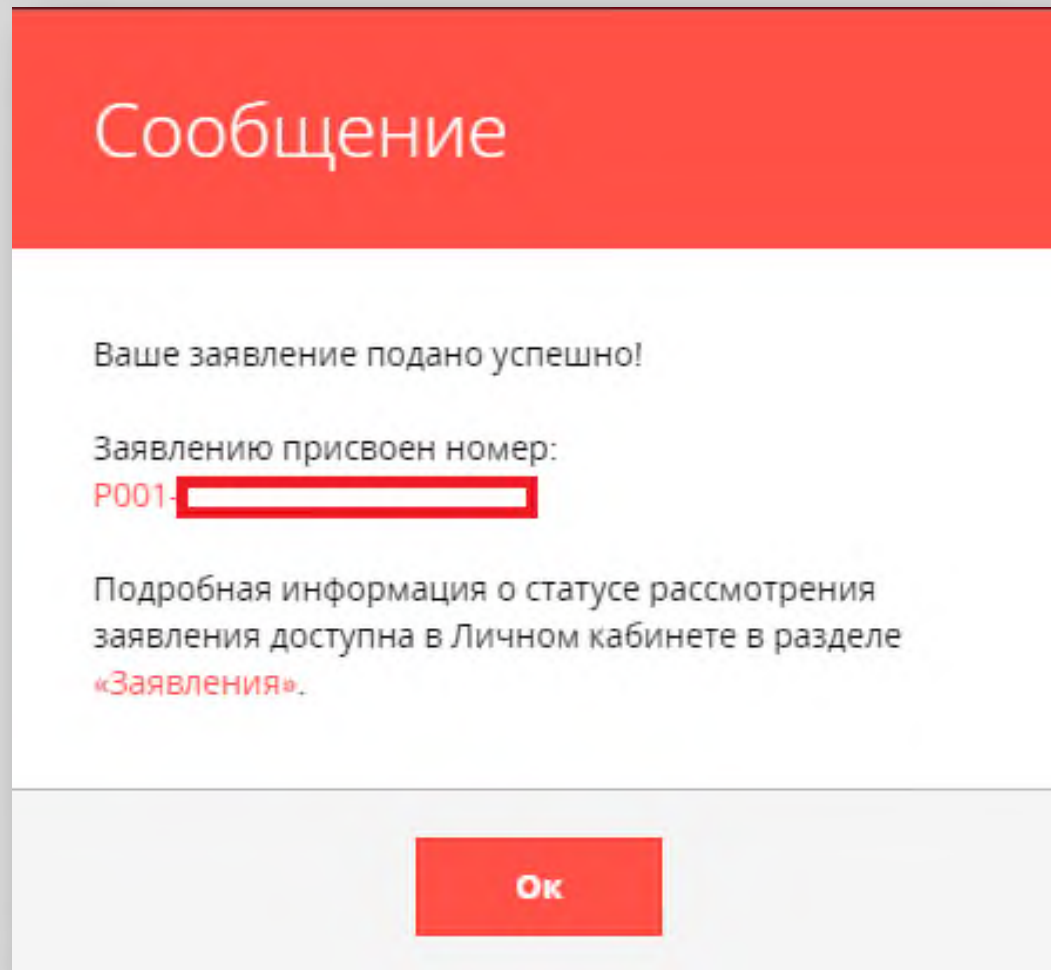 Сообщение
Ваше заявление подано успешно!
Заявлению присвоен номер:
P001-
Подробная информация о статусе рассмотрения
заявления доступна в Личном кабинете в разделе
«Заявления».
Ок